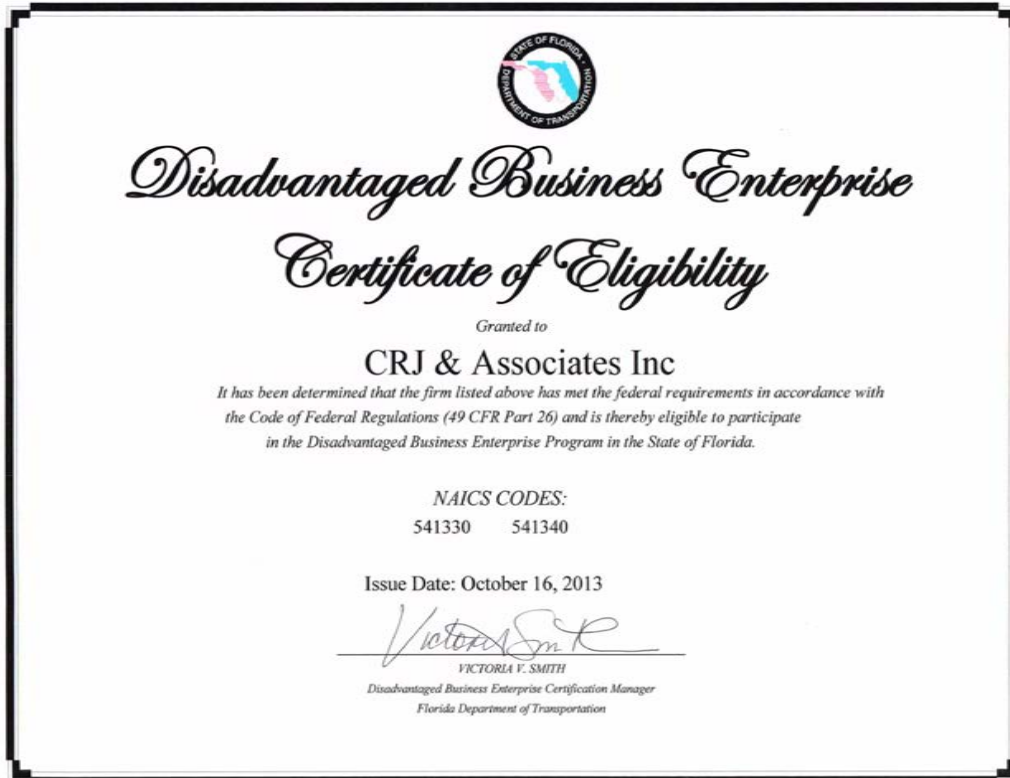 STATE OF FLORIDA
DEPARTMENT OF TRANSPORTATION
Disadvantaged Business Enterprise
Certificate of Eligibility
Granted to
CRJ & Associates Inc
It has been determined that the firm listed above has met the federal requirements in accordance with
the Code of Federal Regulations (49 CFR Part 26) and is thereby eligible to participate
in the Disadvantaged Business Enterprise Program in the State of Florida.
NAICS CODES:
541330 541340
Issue Date: October 16, 2013
Victoria Smith
VICTORIA V. SMITH
Disadvantaged Business Enterprise Certification Manager
Florida Department of Transportation